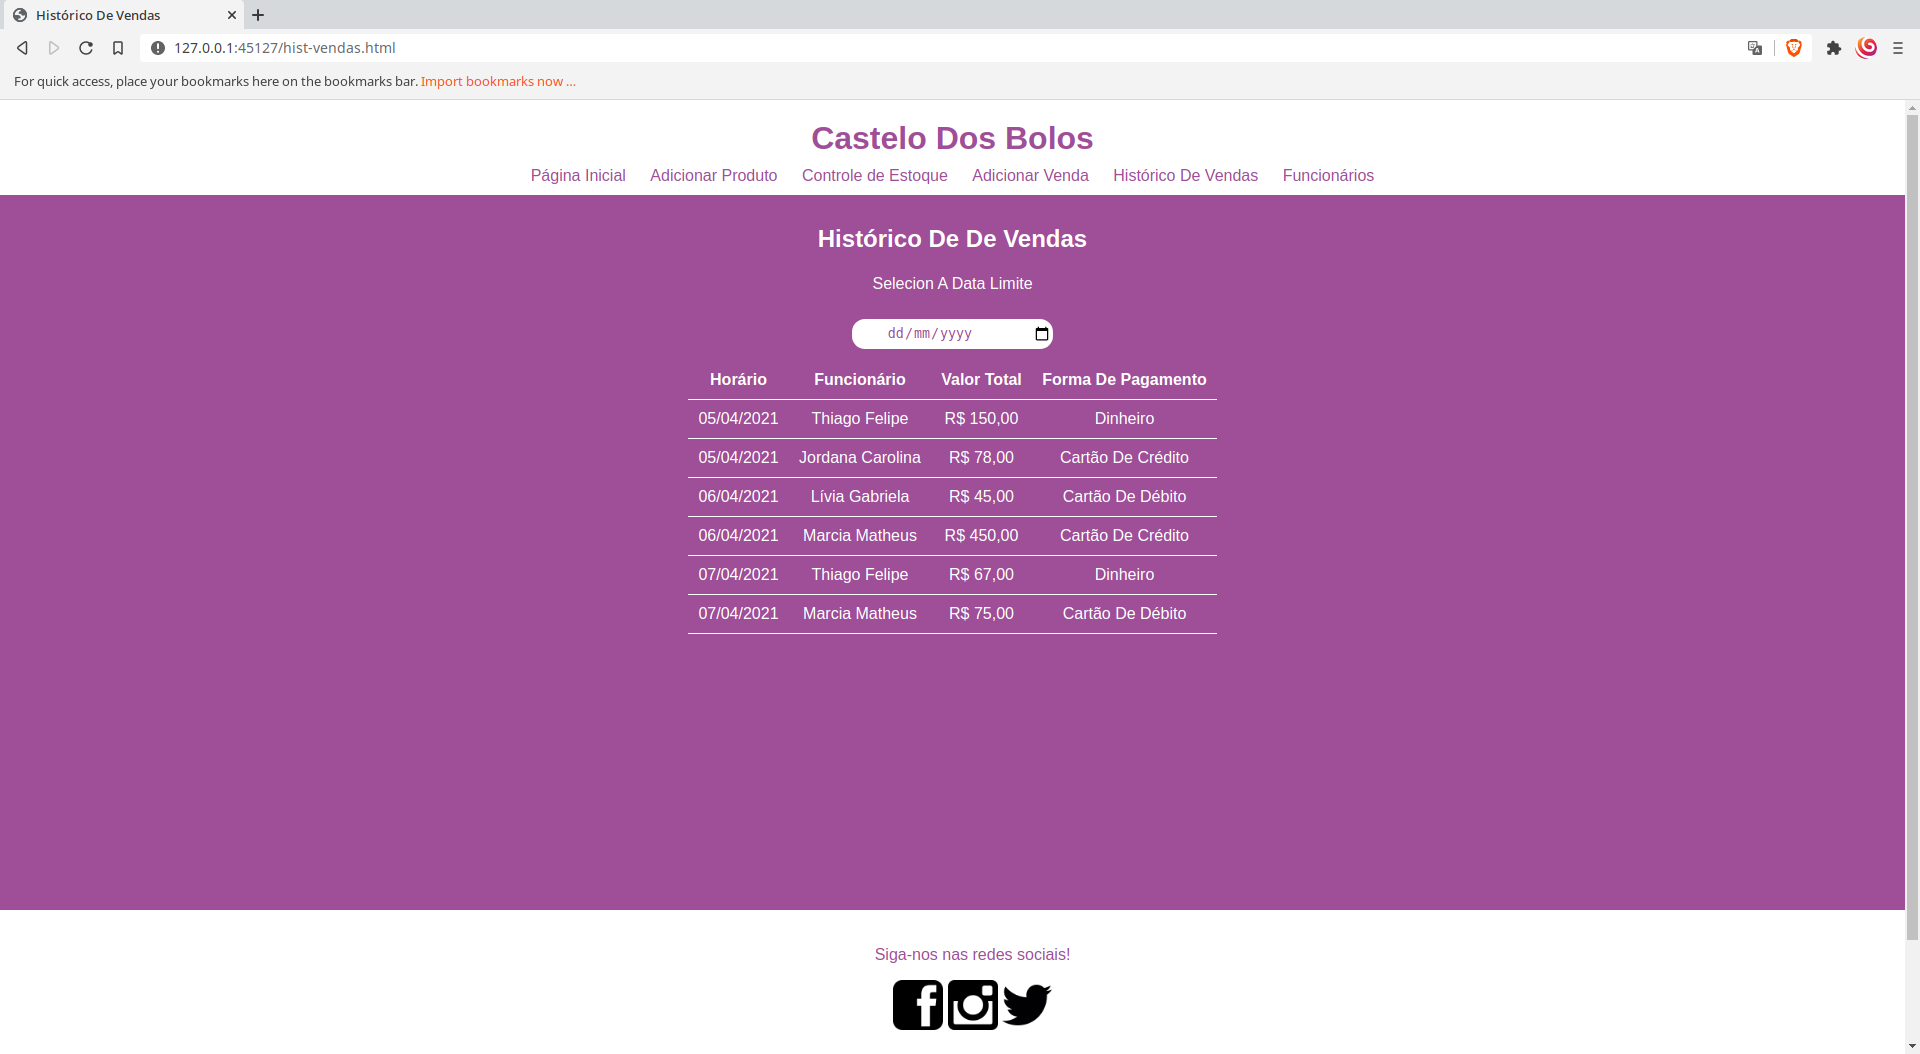 Histórico De Vendas
127.0.0.1:45127/hist-vendas.html
For quick access, place your bookmarks here on the bookmarks bar. Import bookmarks now ...
Castelo Dos Bolos
Página Inicial Adicionar Produto Controle de Estoque Adicionar Venda Histórico De Vendas Funcionários
Histórico De De Vendas
Selecion A Data Limite
dd/mm/yyyy
Horário Funcionário Valor Total Forma De Pagamento
05/04/2021 Thiago Felipe R$ 150,00 Dinheiro
05/04/2021 Jordana Carolina R$ 78,00 Cartão De Crédito
06/04/2021 Lívia Gabriela R$ 45,00 Cartão De Débito
06/04/2021 Marcia Matheus R$ 450,00 Cartão De Crédito
07/04/2021 Thiago Felipe R$ 67,00 Dinheiro
07/04/2021 Marcia Matheus R$ 75,00 Cartão De Débito
Siga-nos nas redes sociais!